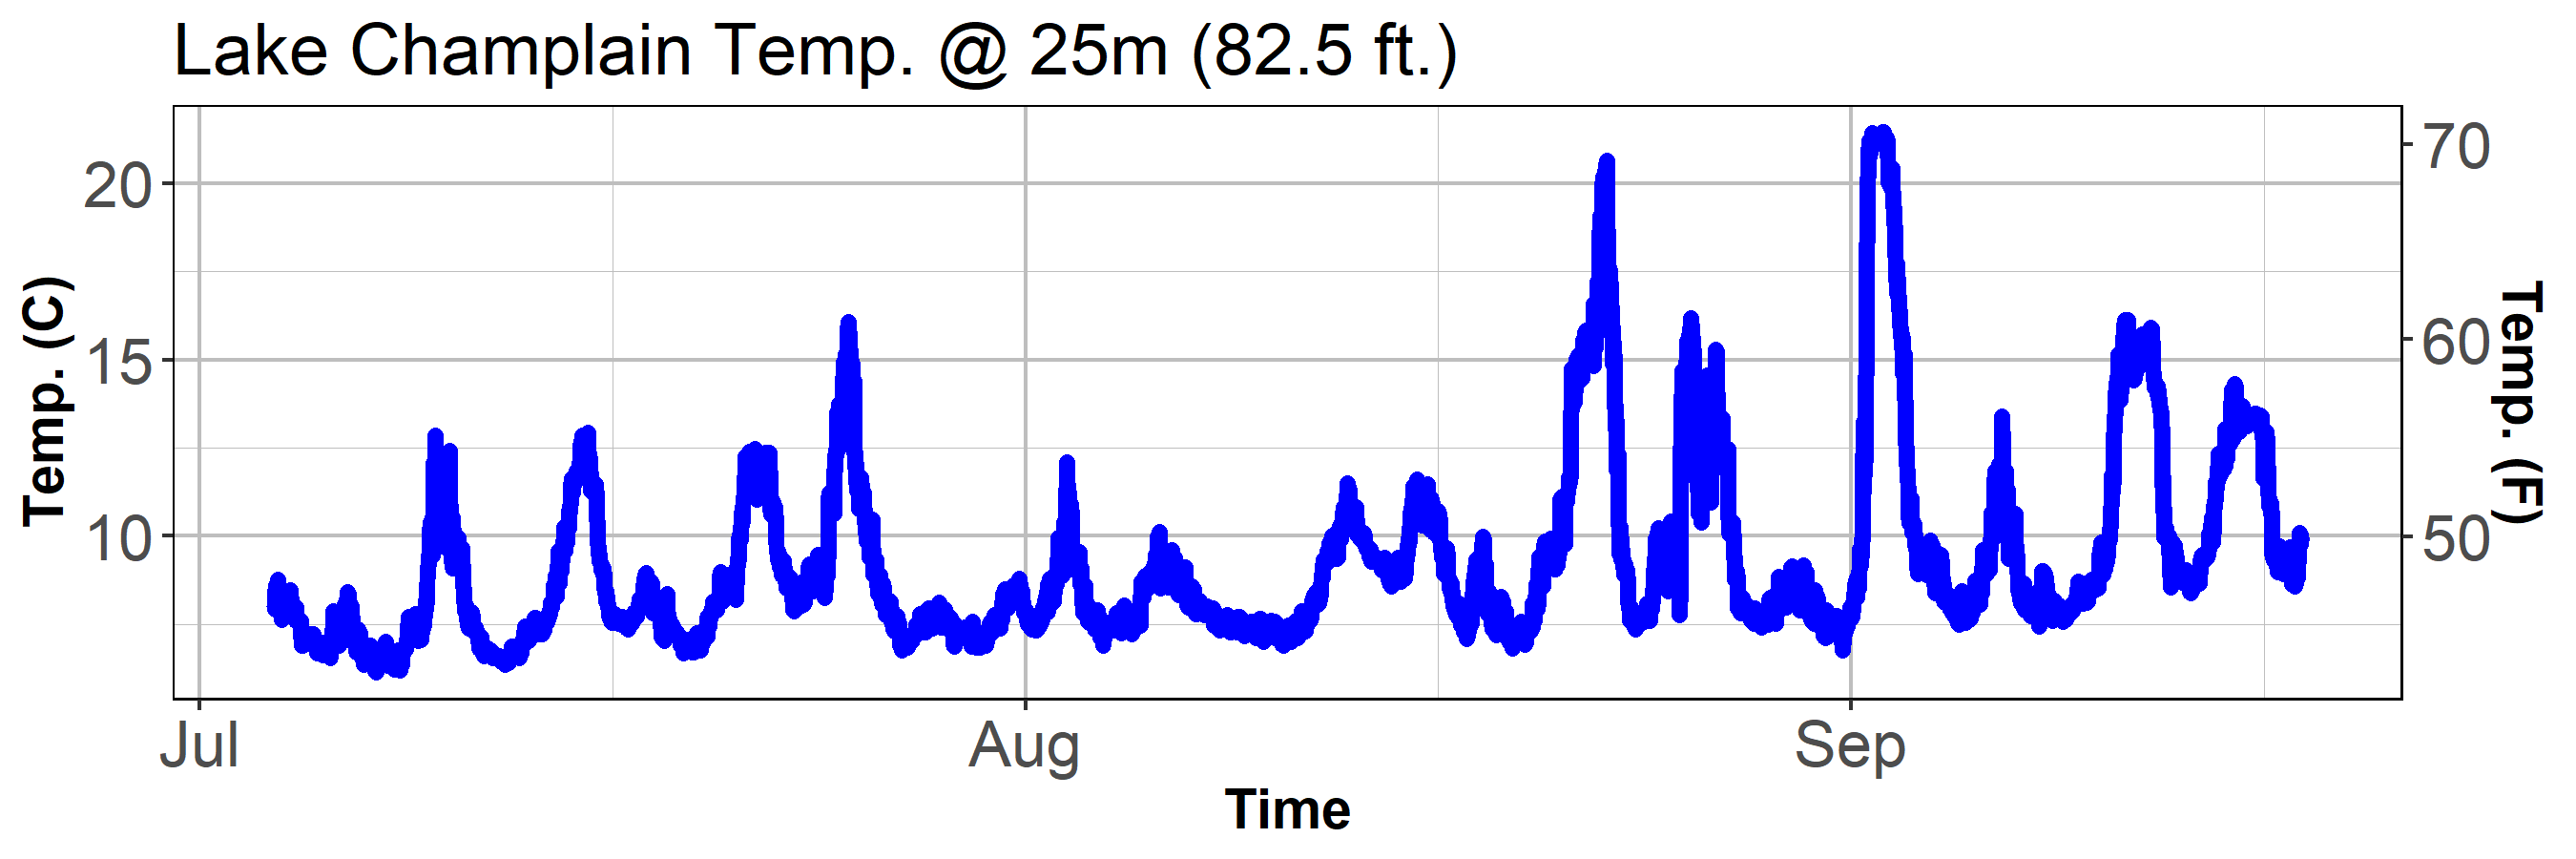 Lake Champlain Temp. @ 25m (82.5 ft.)
Temp. (C)
20
15
10
70
60
50
Temp. (F)
Jul
Aug
Sep
Time